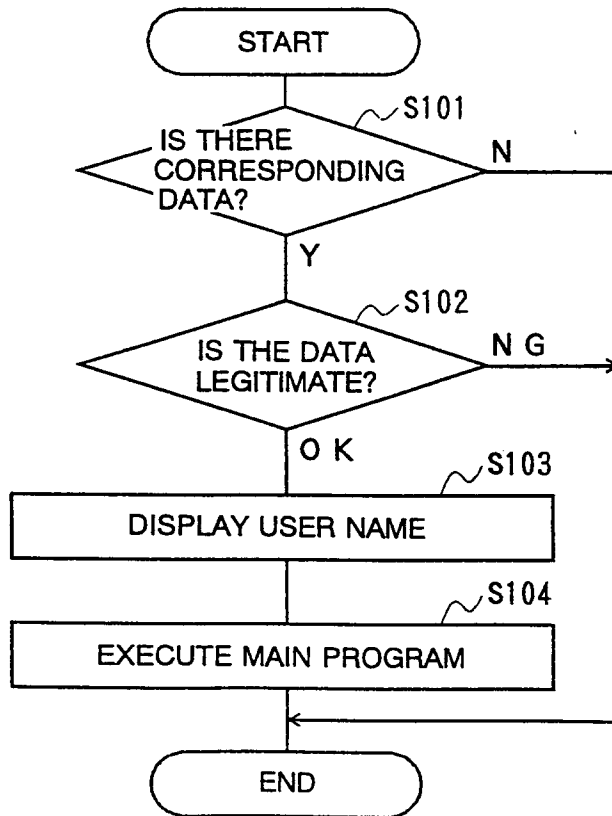 START
S101
IS THERE
CORRESPONDING
DATA?
N
Y
S102
IS THE DATA
LEGITIMATE?
N G
O K
S103
DISPLAY USER NAME
S104
EXECUTE MAIN PROGRAM
END